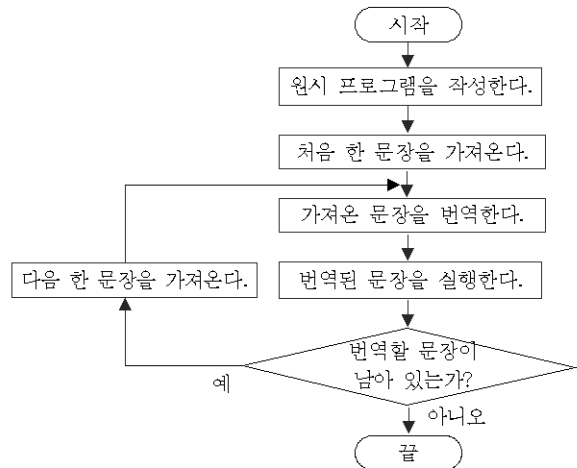 시작
원시 프로그램을 작성한다.
처음 한 문장을 가져온다.
가져온 문장을 번역한다.
다음 한 문장을 가져온다.
번역된 문장을 실행한다.
번역할 문장이
남아 있는가?
예
아니오
끝